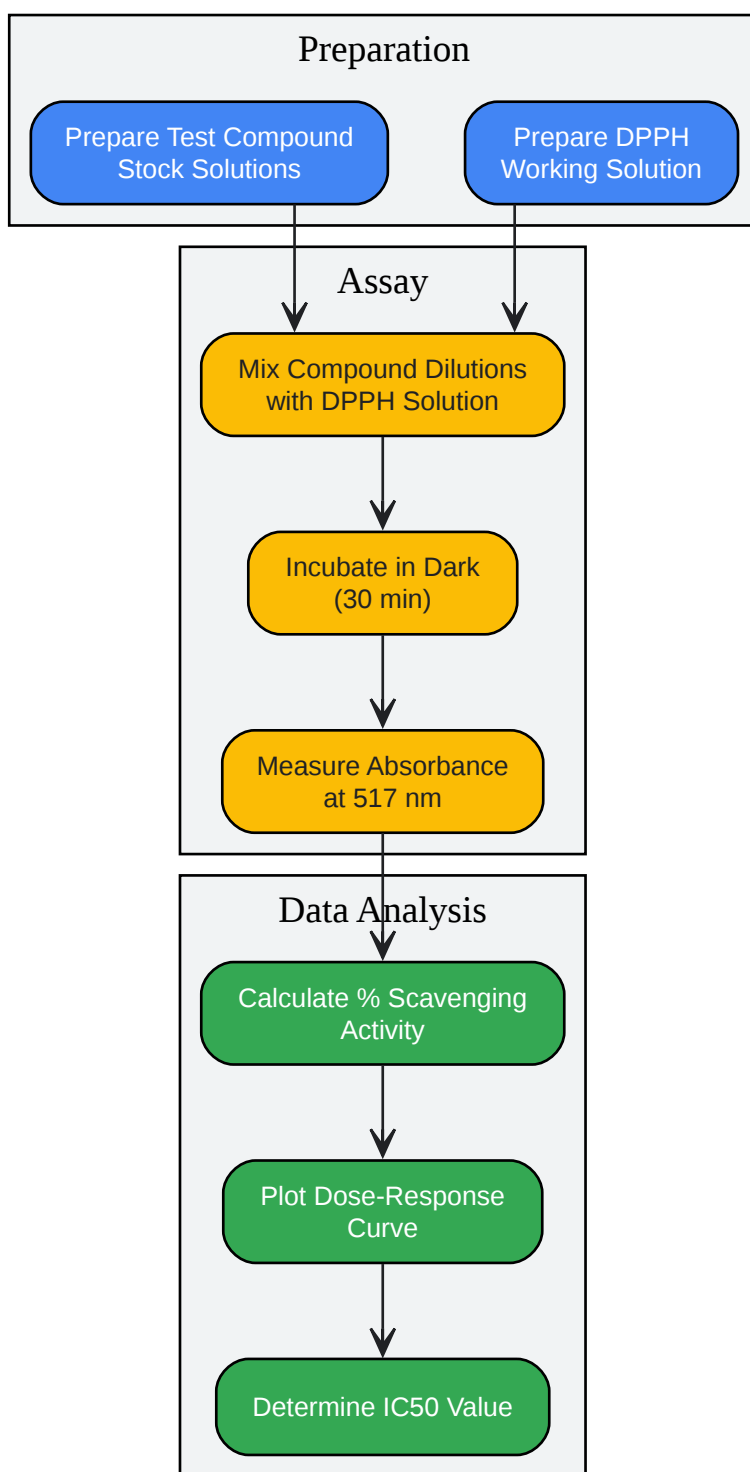 Preparation
Prepare Test Compound
Stock Solutions
Prepare DPPH
Working Solution
Assay
Mix Compound Dilutions
with DPPH Solution
Incubate in Dark
(30 min)
Measure Absorbance
at 517 nm
Data Analysis
Calculate % Scavenging
Activity
Plot Dose-Response
Curve
Determine IC50 Value